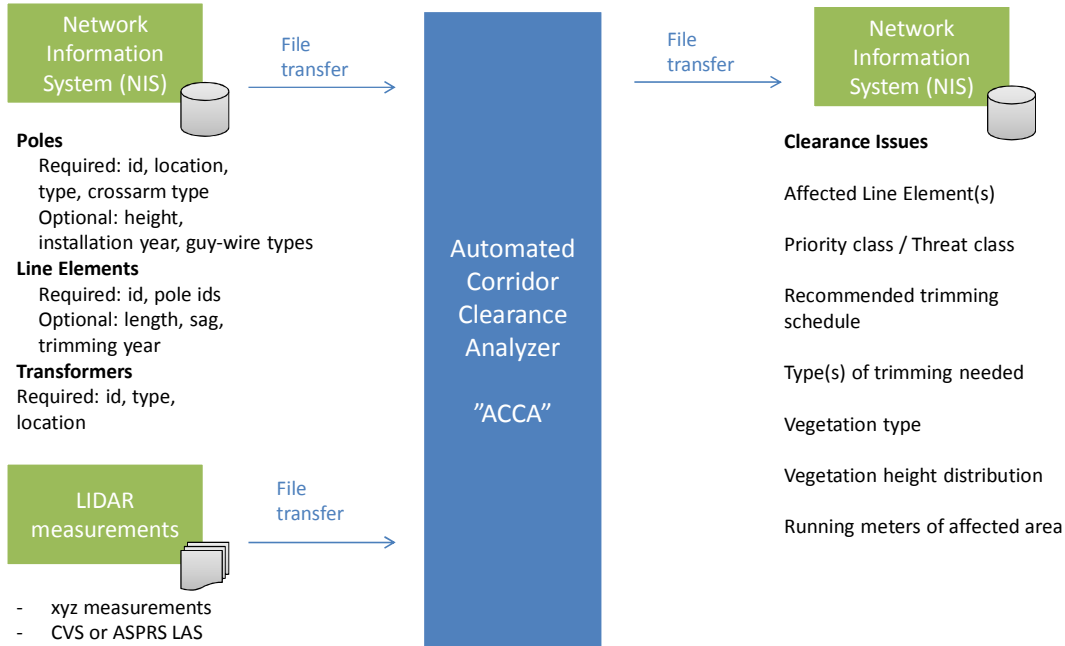 Network
Information
System (NIS)
File
transfer
Poles
Required: id, location,
type, crossarm type
Optional: height,
installation year, guy-wire types
Line Elements
Required: id, pole ids
Optional: length, sag,
trimming year
Transformers
Required: id, type,
location
LIDAR
measurements
File
transfer
- xyz measurements
- CVS or ASPRS LAS
Automated
Corridor
Clearance
Analyzer
”ACCA”
File
transfer
Network
Information
System (NIS)
Clearance Issues
Affected Line Element(s)
Priority class / Threat class
Recommended trimming
schedule
Type(s) of trimming needed
Vegetation type
Vegetation height distribution
Running meters of affected area